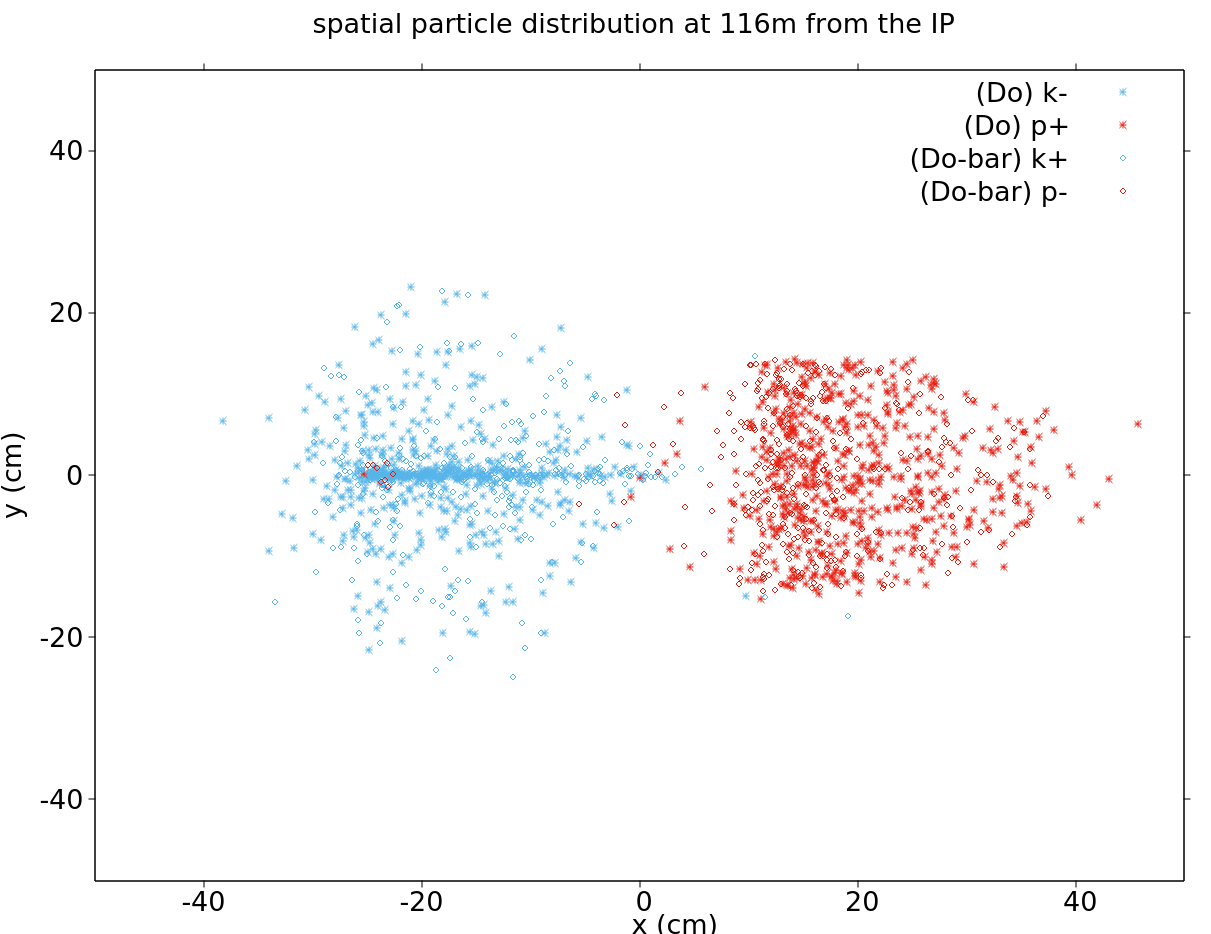 spatial particle distribution at 116m from the IP
(Do) k-
(Do) p+
(Do-bar) k+
(Do-bar) p-
40
20
0
-20
-40
y (cm)
-40 -20 0 20 40
x (cm)